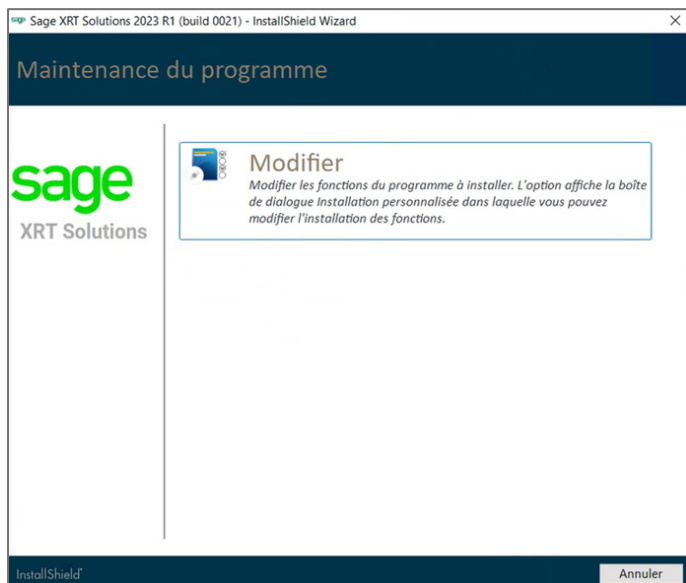 sage Sage XRT Solutions 2023 R1 (build 0021) - InstallShield Wizard
Maintenance du programme
sage
XRT Solutions
Modifier
Modifier les fonctions du programme à installer. L'option affiche la boîte
de dialogue Installation personnalisée dans laquelle vous pouvez
modifier l'installation des fonctions.
InstallShield
Annuler